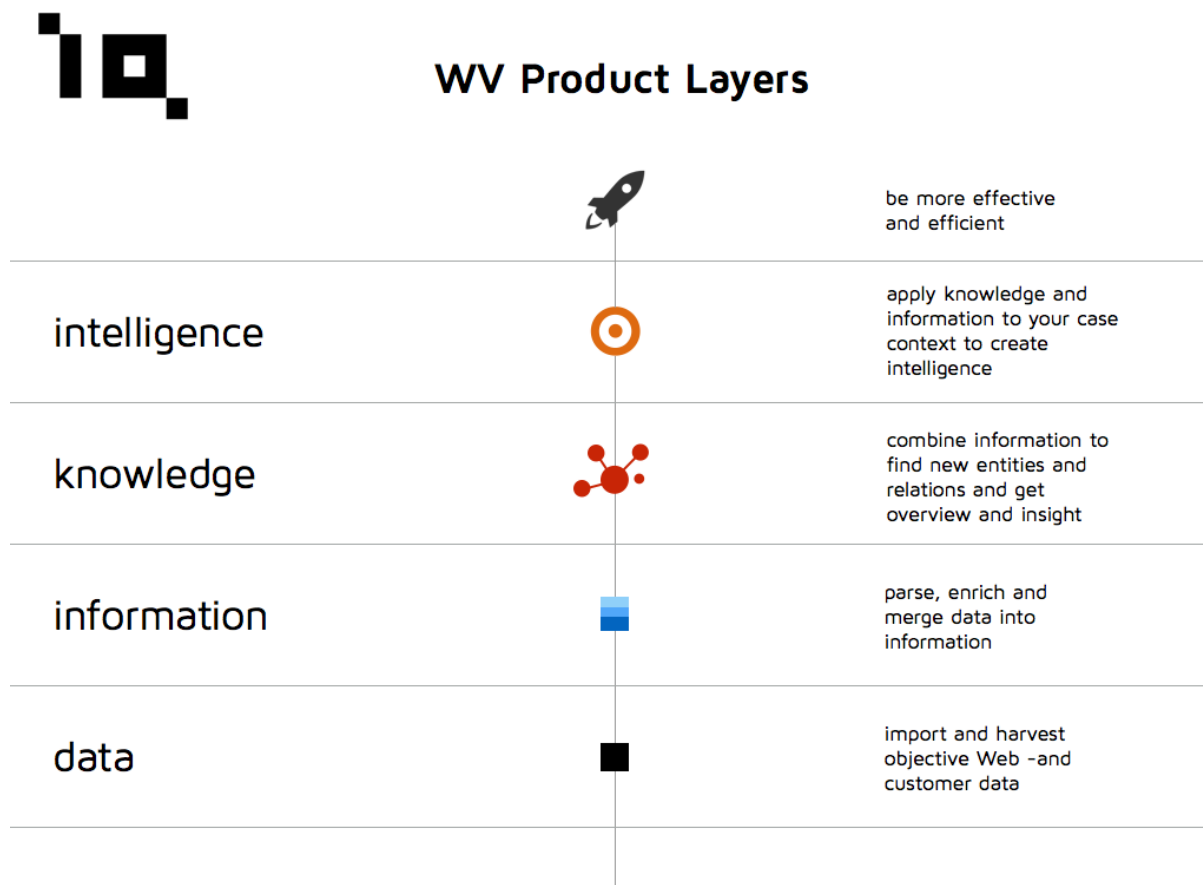 WV Product Layers
be more effective
and efficient
intelligence
apply knowledge and
information to your case
context to create
intelligence
knowledge
combine information to
find new entities and
relations and get
overview and insight
information
parse, enrich and
merge data into
information
data
import and harvest
objective Web -and
customer data